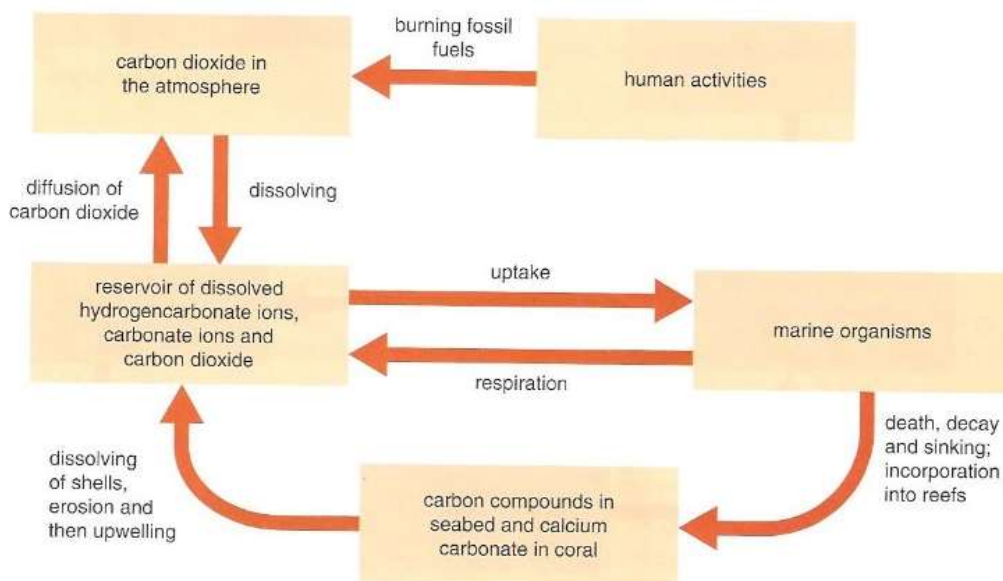 burning fossil
fuels
carbon dioxide in
the atmosphere
human activities
diffusion of
carbon dioxide
dissolving
reservoir of dissolved
hydrogencarbonate ions,
carbonate ions and
carbon dioxide
uptake
marine organisms
respiration
dissolving
of shells,
erosion and
then upwelling
carbon compounds in
seabed and calcium
carbonate in coral
death, decay
and sinking;
incorporation
into reefs